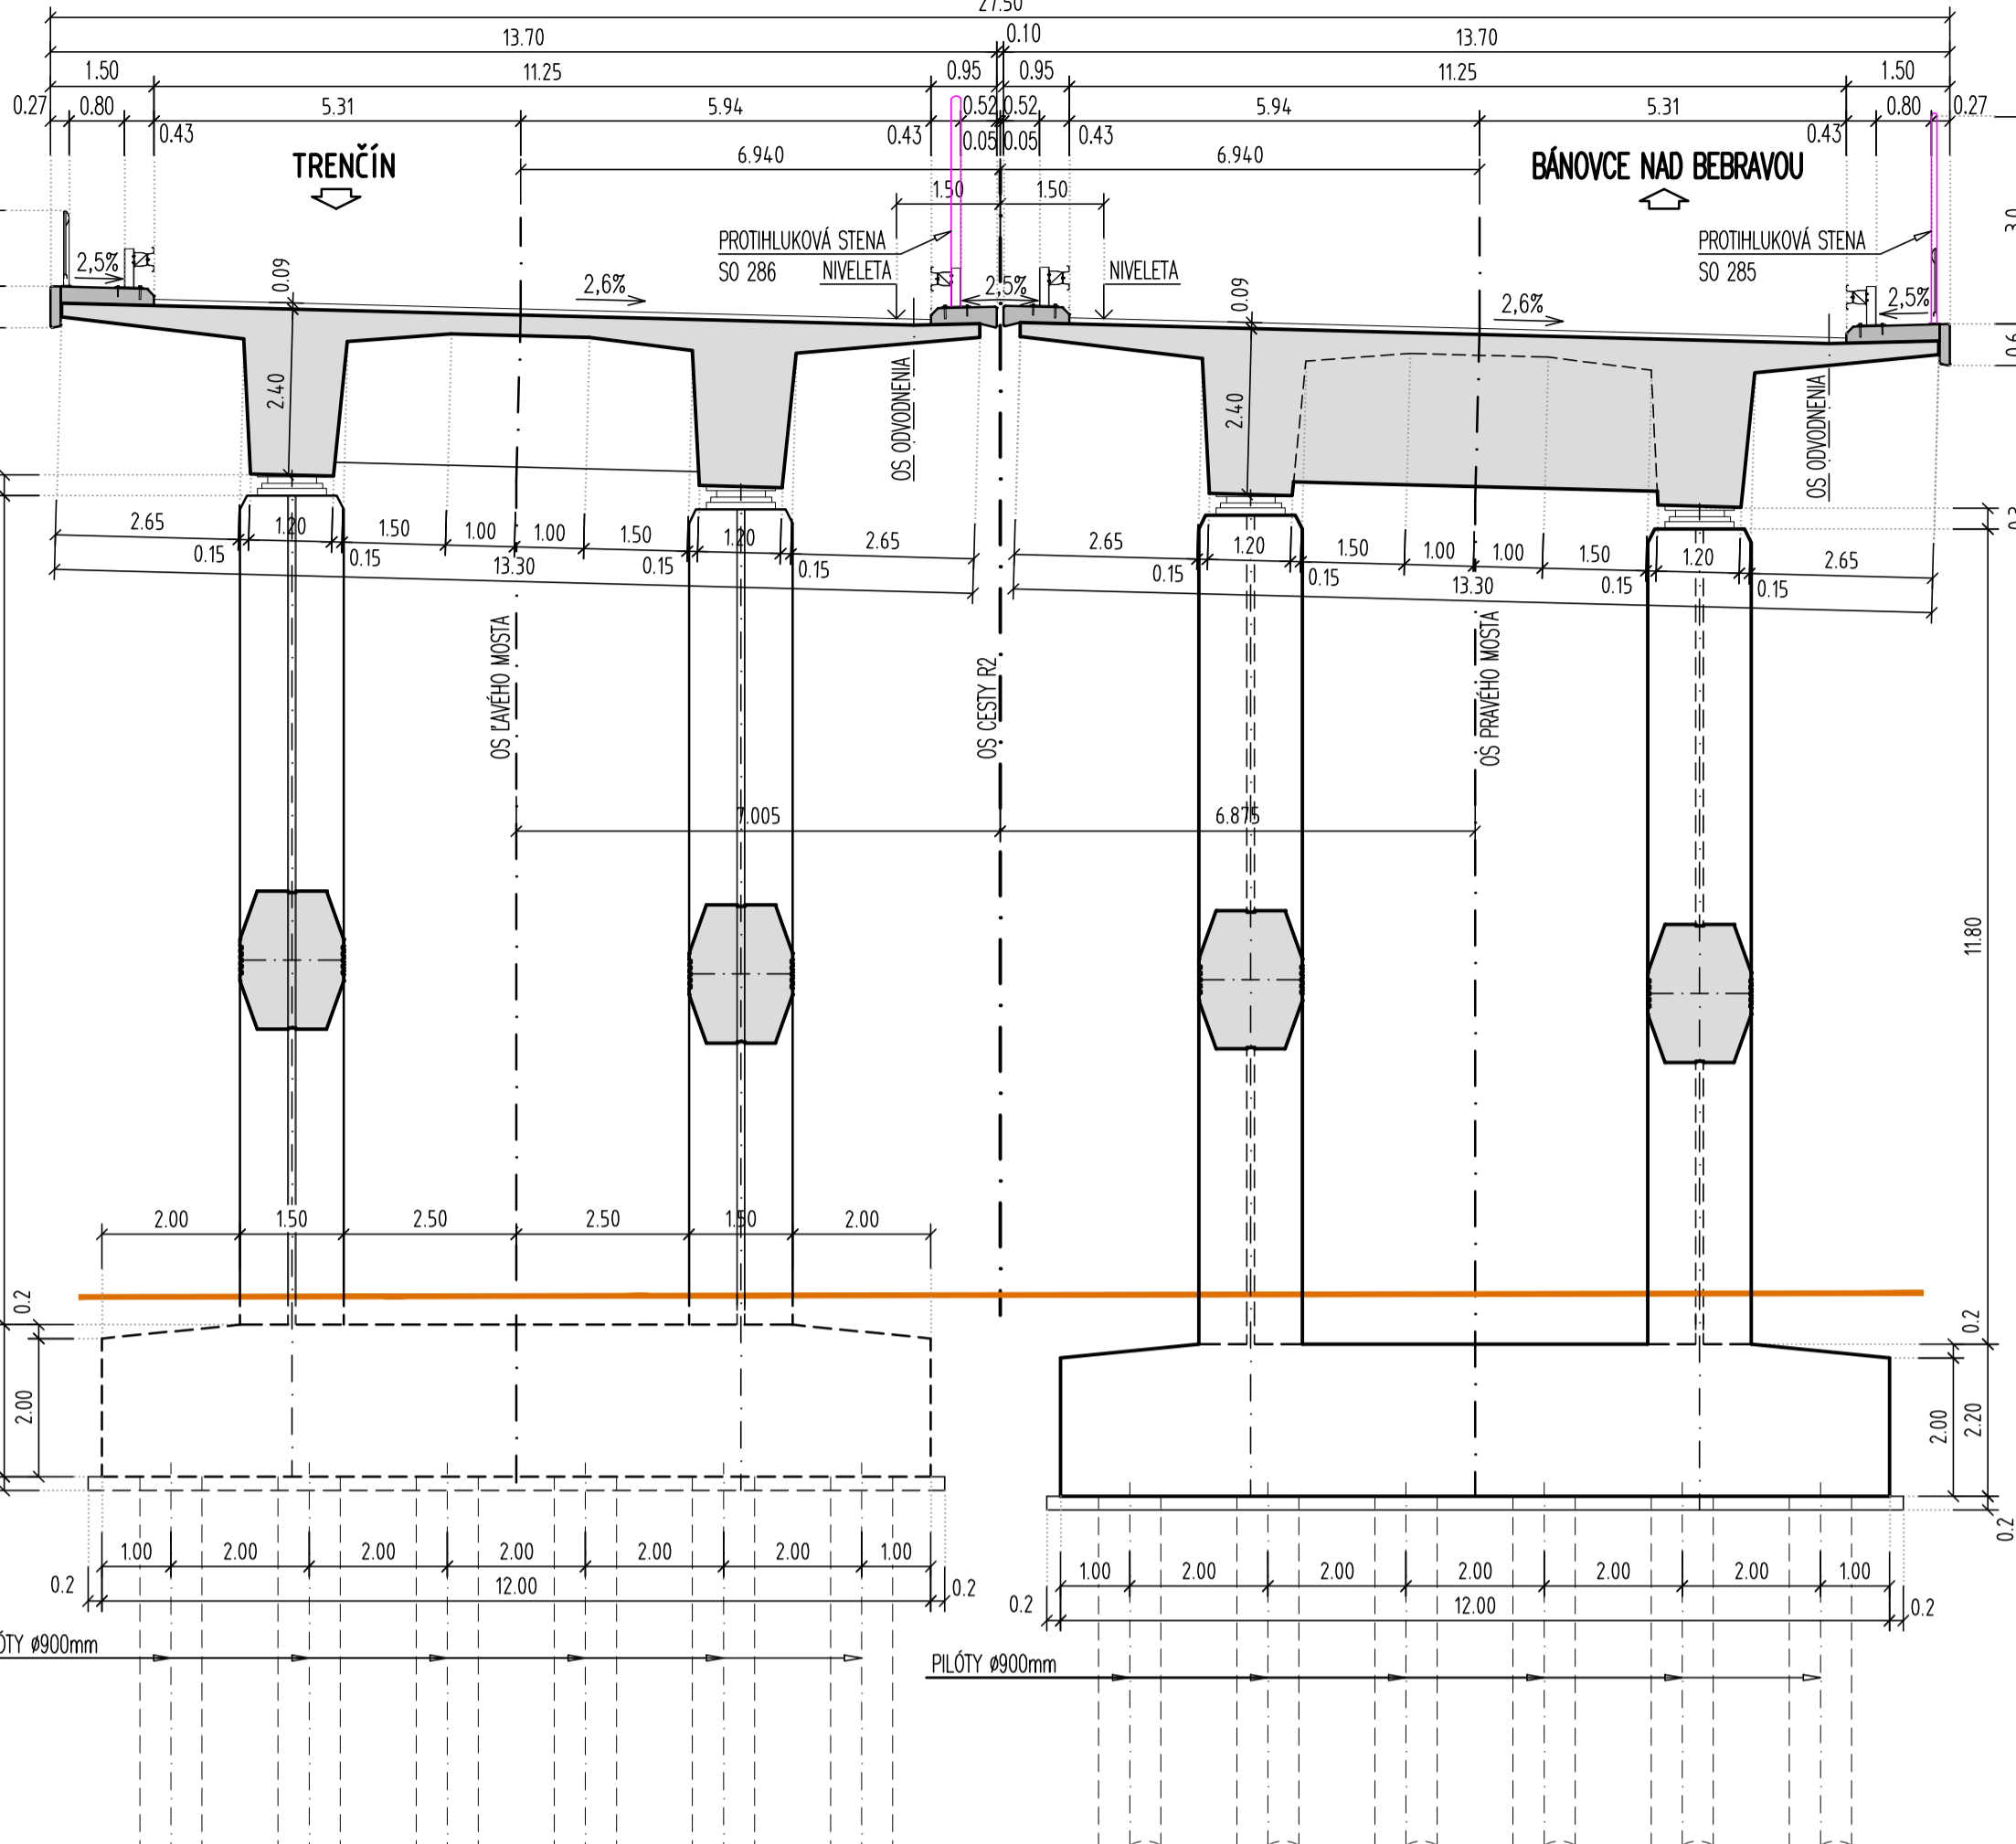 27.50
13.70 0.10 13.70
1.50 11.25 0.95 0.95 11.25 1.50
0.27 0.80 5.31 5.94 0.52 0.52 5.94 5.31 0.80 0.27
0.43 0.43 0.05 0.05 0.43 0.43
6.940 6.940
TRENČÍN
BÁNOVCE NAD BEBRAVOU
1.50 1.50
PROTIHLUKOVÁ STENA
SO 286
NIVELETA
NIVELETA
PROTIHLUKOVÁ STENA
SO 285
2,5% 0.09 2,6% 2,5% 0.09 2,6% 2,5%
2.40 2.40
OS ODVODNENIA
OS ODVODNENIA
2.65 1.20 1.50 1.00 1.00 1.50 1.20 2.65
0.15 0.15 13.30 0.15 0.15
2.65 1.20 1.50 1.00 1.00 1.50 1.20 2.65
0.15 0.15 13.30 0.15 0.15
OS ĽAVÉHO MOSTA
OS CESTY R2
OS PRAVÉHO MOSTA
7.005 6.875
11.80
2.00 1.50 2.50 2.50 1.50 2.00
0.2 0.2
2.00 2.00 2.20
0.2
1.00 2.00 2.00 2.00 2.00 2.00 1.00
0.2 12.00 0.2
1.00 2.00 2.00 2.00 2.00 2.00 1.00
0.2 12.00 0.2
ÓTY Ø900mm
PILÓTY Ø900mm